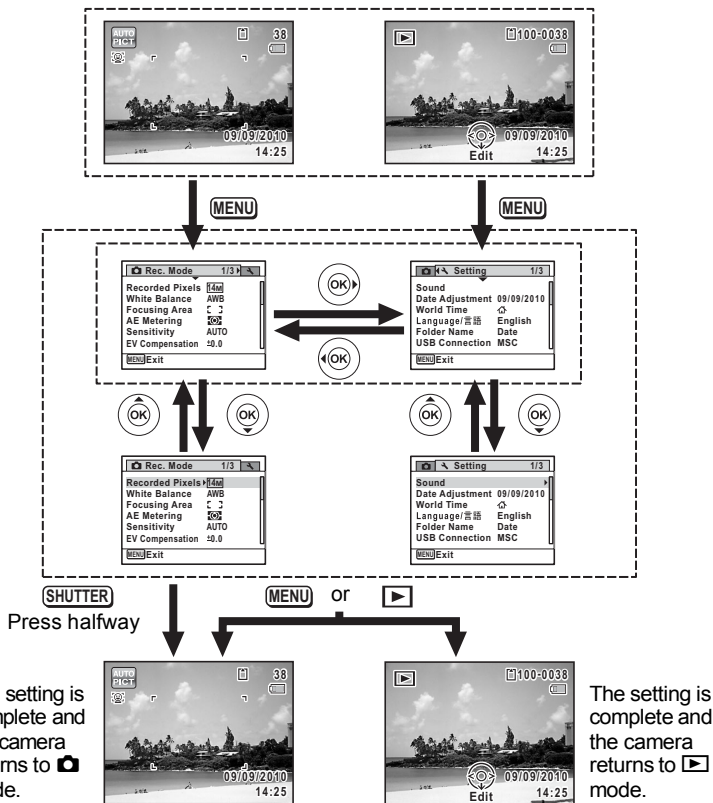 AUTO PICT 38
09/09/2010
14:25
100-0038
Edit 09/09/2010
14:25
MENU MENU
Rec. Mode 1/3
Recorded Pixels 14M
White Balance AWB
Focusing Area
AE Metering
Sensitivity AUTO
EV Compensation ±0.0
MENU Exit
OK
OK
Setting 1/3
Sound
Date Adjustment 09/09/2010
World Time
Language/言語 English
Folder Name Date
USB Connection MSC
MENU Exit
OK OK OK OK
Rec. Mode 1/3
Recorded Pixels 14M
White Balance AWB
Focusing Area
AE Metering
Sensitivity AUTO
EV Compensation ±0.0
MENU Exit
Setting 1/3
Sound
Date Adjustment 09/09/2010
World Time
Language/言語 English
Folder Name Date
USB Connection MSC
MENU Exit
SHUTTER
Press halfway
MENU or
setting is
and
camera
to
AUTO PICT 38
09/09/2010
14:25
100-0038
Edit 09/09/2010
14:25
The setting is
complete and
the camera
returns to
mode.